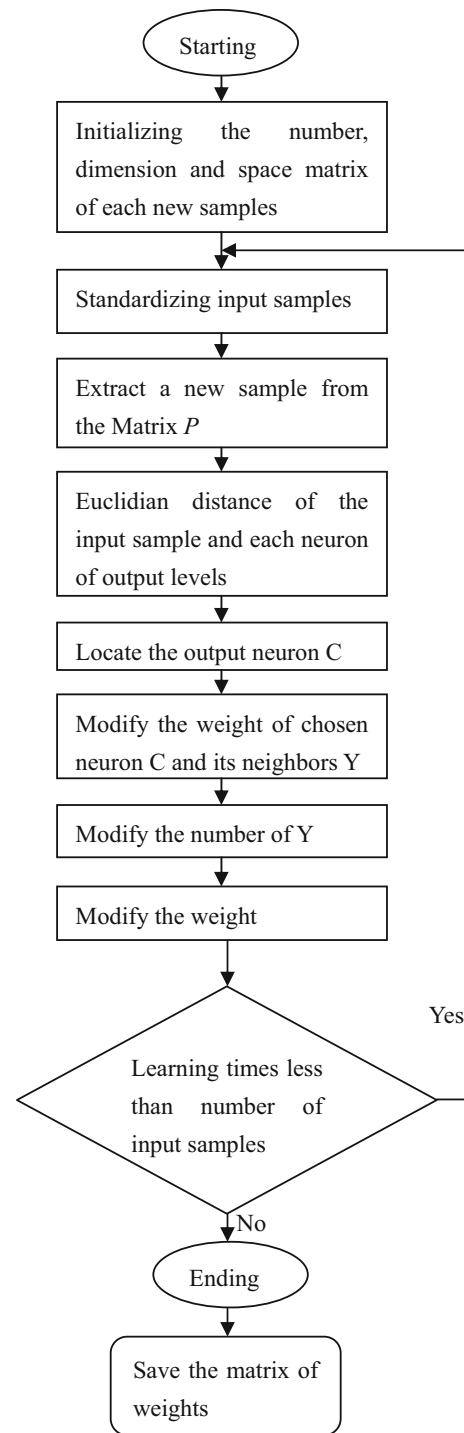 Starting
Initializing the number,
dimension and space matrix
of each new samples
Standardizing input samples
Extract a new sample from
the Matrix P
Euclidian distance of the
input sample and each neuron
of output levels
Locate the output neuron C
Modify the weight of chosen
neuron C and its neighbors Y
Modify the number of Y
Modify the weight
Yes
Learning times less
than number of
input samples
No
Ending
Save the matrix of
weights